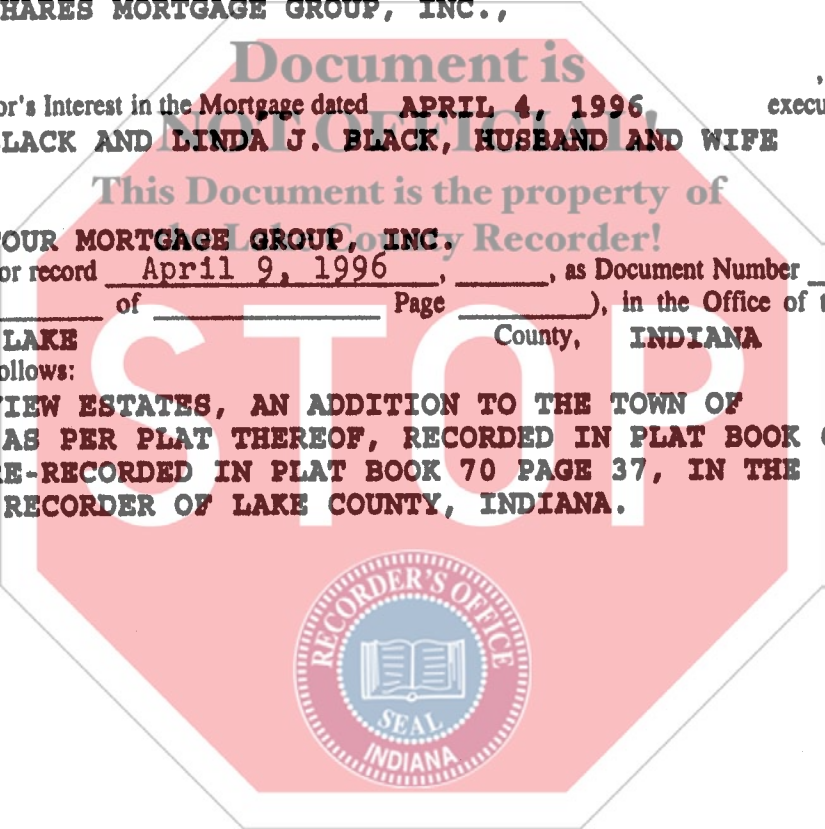 HARES MORTGAGE GROUP, INC.,
Document is
or's Interest in the Mortgage dated APRIL 4, 1996 execu
NOT OFFICIAL!
LACK AND LINDA J. BLACK, HUSBAND AND WIFE
This Document is the property of
the Lake County Recorder!
OUR MORTGAGE GROUP, INC.
or record April 9, 1996, , as Document Number
of Page ), in the Office of t
LAKE County, INDIANA
ollows:
VIEW ESTATES, AN ADDITION TO THE TOWN OF
AS PER PLAT THEREOF, RECORDED IN PLAT BOOK
RE-RECORDED IN PLAT BOOK 70 PAGE 37, IN THE
RECORDER OF LAKE COUNTY, INDIANA.
STOP
RECORDER'S OFFICE
SEAL
INDIANA